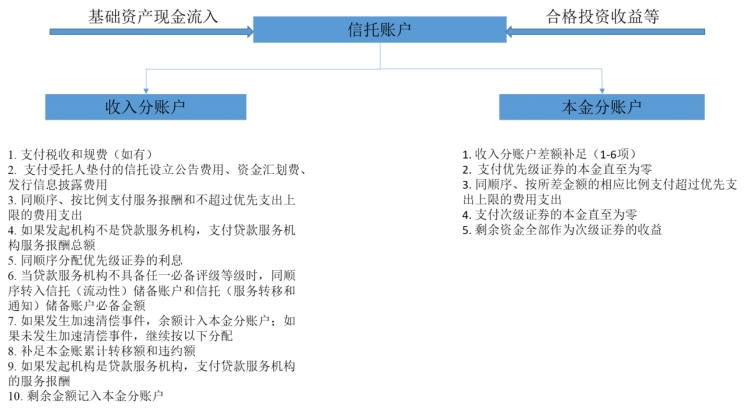 基础资产现金流入
合格投资收益等
信托账户
收入分账户
本金分账户
1. 支付税收和规费（如有）
2. 支付受托人垫付的信托设立公告费用、资金汇划费、
发行信息披露费用
3. 同顺序、按比例支付服务报酬和不超过优先支出上
限的费用支出
4. 如果发起机构不是贷款服务机构，支付贷款服务机
构服务报酬总额
5. 同顺序分配优先级证券的利息
6. 当贷款服务机构不具备任一必备评级等级时，同顺
序转入信托（流动性）储备账户和信托（服务转移和
通知）储备账户必备金额
7. 如果发生加速清偿事件，余额计入本金分账户；如
果未发生加速清偿事件，继续按以下分配
8. 补足本金账累计转移额和违约额
9. 如果发起机构是贷款服务机构，支付贷款服务机构
的服务报酬
10. 剩余金额记入本金分账户
1. 收入分账户差额补足（1-6项）
2. 支付优先级证券的本金直至为零
3. 同顺序、按所差金额的相应比例支付超过优先支
出上限的费用支出
4. 支付次级证券的本金直至为零
5. 剩余资金全部作为次级证券的收益